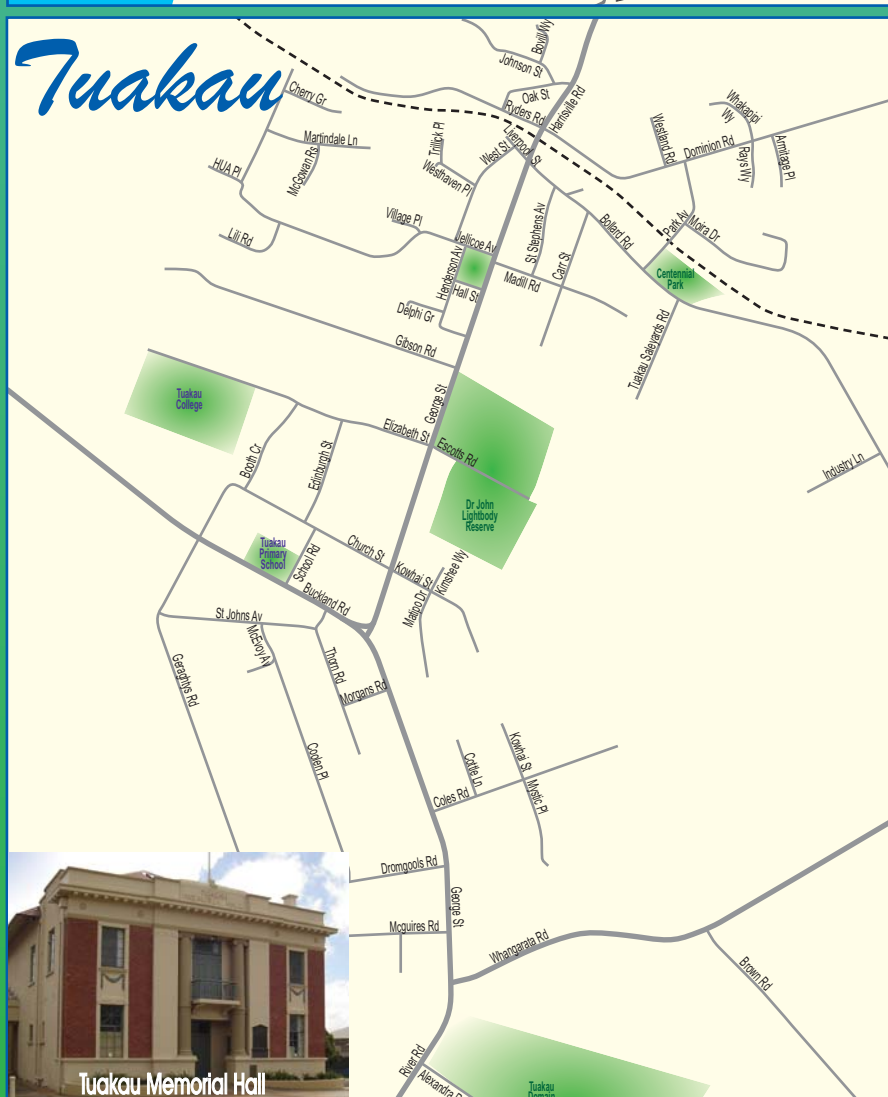 Tuakau
Bovill Wy
Johnson St
Cherry Gr
Oak St
Ryders Rd
Harrisville Rd
Whakapipi
Wy
Martindale Ln
McGowan Rs
Trillick Pl
West St
Liverpool St
Westland Rd
Dominion Rd
Rays Wy
Armitage Pl
HUA Pl
Westhaven Pl
Village Pl
Lili Rd
Jellicoe Av
St Stephens Av
Bollard Rd
Park Av
Moira Dr
Henderson Av
Hall St
Madill Rd
Carr St
Centennial
Park
Delphi Gr
Gibson Rd
Tuakau Saleyards Rd
Tuakau
College
George St
Elizabeth St
Escotts Rd
Booth Cr
Edinburgh St
Industry Ln
Dr John
Lightbody
Reserve
Tuakau
Primary
School
School Rd
Church St
Kowhai St
Kimshee Wy
Matipo Dr
Buckland Rd
St Johns Av
McEvoy Av
Geraghtys Rd
Thorn Rd
Morgans Rd
Coolen Pl
Cottle Ln
Kowhai St
Mystic Pl
Coles Rd
Dromgools Rd
George St
Mcguires Rd
Whangarata Rd
Brown Rd
River Rd
Alexandra
Tuakau
Domain
Tuakau Memorial Hall